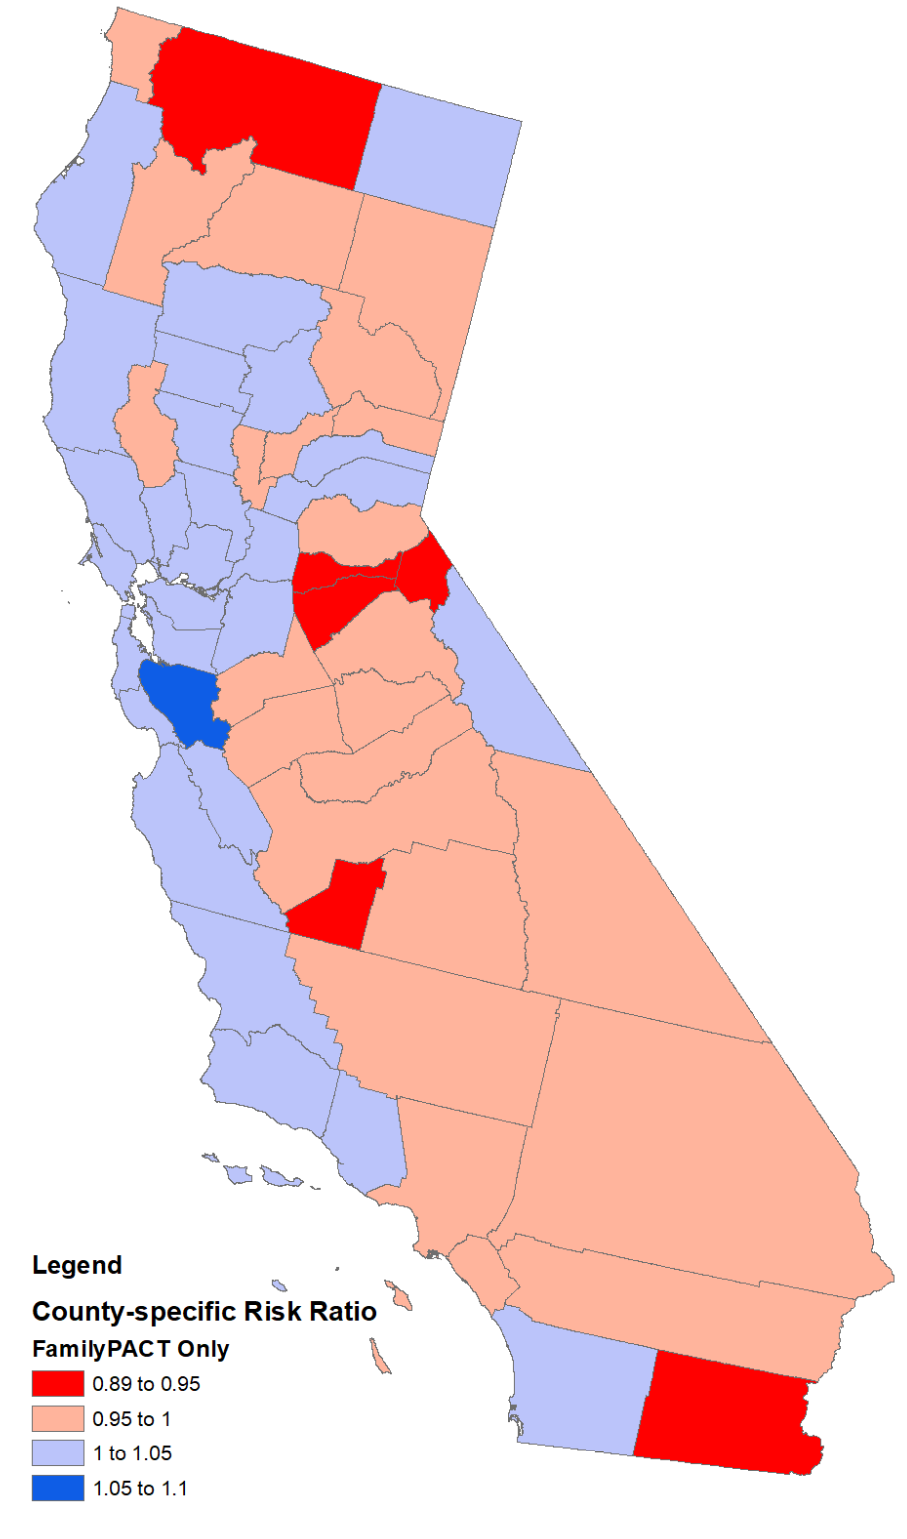 Legend
County-specific Risk Ratio
FamilyPACT Only
0.89 to 0.95
0.95 to 1
1 to 1.05
1.05 to 1.1